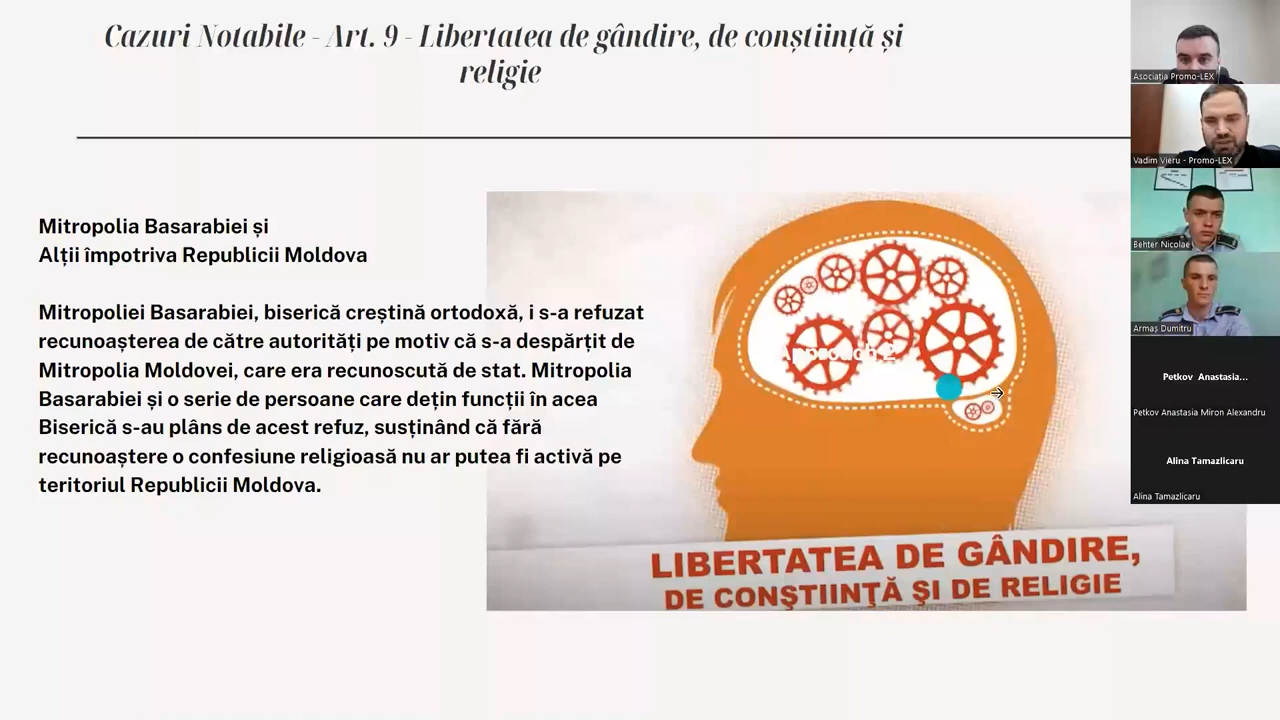 Cazuri Notabile - Art. 9 - Libertatea de gândire, de conștiință și
religie
Mitropolia Basarabiei și
Alții împotriva Republicii Moldova
Mitropoliei Basarabiei, biserică creștină ortodoxă, i s-a refuzat
recunoașterea de către autorități pe motiv că s-a despărțit de
Mitropolia Moldovei, care era recunoscută de stat. Mitropolia
Basarabiei și o serie de persoane care dețin funcții în acea
Biserică s-au plâns de acest refuz, susținând că fără
recunoaștere o confesiune religioasă nu ar putea fi activă pe
teritoriul Republicii Moldova.
Approach 2
LIBERTATEA DE GÂNDIRE,
DE CONŞTIINŢĂ ŞI DE RELIGIE
Asociația Promo-LEX
Vadim Vieru - Promo-LEX
Behter Nicolae
Armaș Dumitru
Petkov Anastasia...
Petkov Anastasia Miron Alexandru
Alina Tamazlicaru
Alina Tamazlicaru